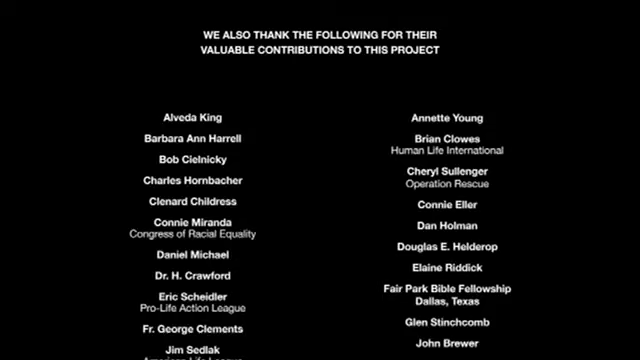 WE ALSO THANK THE FOLLOWING FOR THEIR
VALUABLE CONTRIBUTIONS TO THIS PROJECT
Alveda King
Barbara Ann Harrell
Bob Cielnicky
Charles Hornbacher
Clenard Childress
Connie Miranda
Congress of Racial Equality
Daniel Michael
Dr. H. Crawford
Eric Scheidler
Pro-Life Action League
Fr. George Clements
Jim Sedlak
American Life League
Annette Young
Brian Clowes
Human Life International
Cheryl Sullenger
Operation Rescue
Connie Eller
Dan Holman
Douglas E. Helderop
Elaine Riddick
Fair Park Bible Fellowship
Dallas, Texas
Glen Stinchcomb
John Brewer